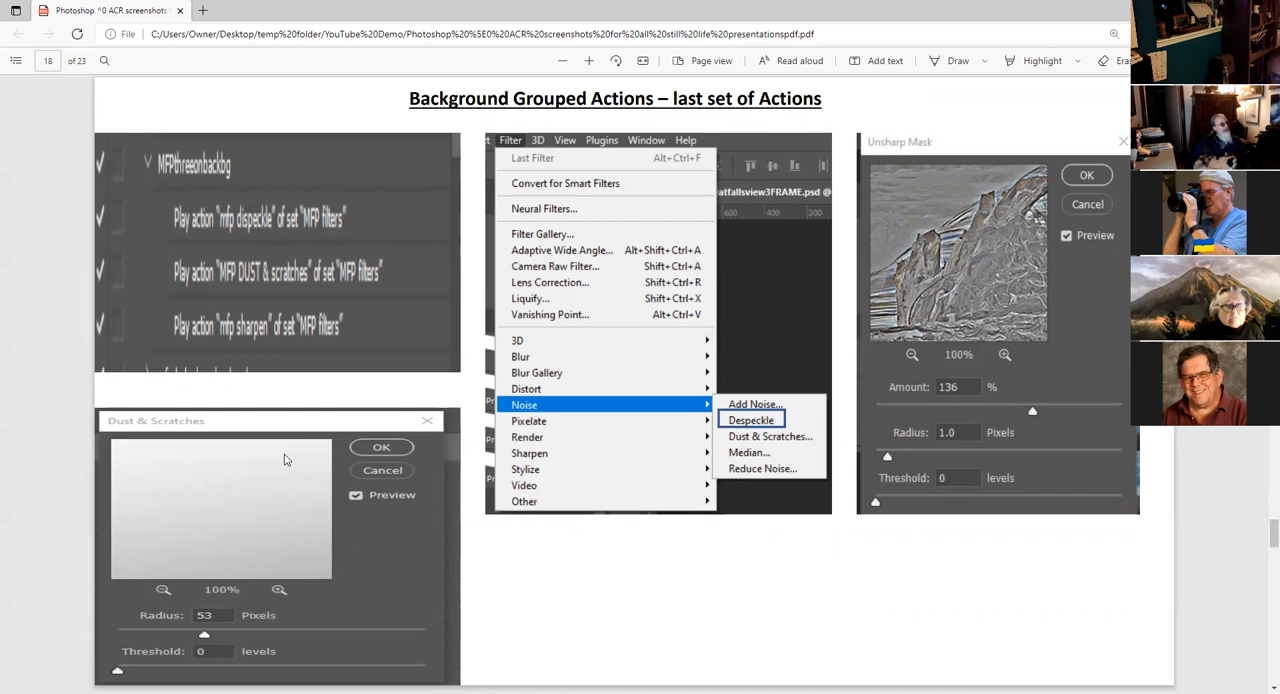 Photoshop ^0 ACR screenshots
File
C:/Users/Owner/Desktop/temp%20folder/YouTube%20Demo/Photoshop%20%5E0%20ACR%20screenshots%20for%20all%20still%20life%20presentationspdf.pdf
18 of 23
Page view
Read aloud
Add text
Draw
Highlight
Eras
Background Grouped Actions – last set of Actions
MFPthreeonbackbg
Play action "mfp dispeckle" of set "MFP filters"
Play action "MFP DUST & scratches" of set "MFP filters"
Play action "mfp sharpen" of set "MFP filters"
Dust & Scratches
OK
Cancel
Preview
100%
Radius: 53 Pixels
Threshold: 0 levels
Filter 3D View Plugins Window Help
Last Filter Alt+Ctrl+F
Convert for Smart Filters
Neural Filters...
Filter Gallery...
Adaptive Wide Angle... Alt+Shift+Ctrl+A
Camera Raw Filter... Shift+Ctrl+A
Lens Correction... Shift+Ctrl+R
Liquify... Shift+Ctrl+X
Vanishing Point... Alt+Ctrl+V
3D
Blur
Blur Gallery
Distort
Noise
Pixelate
Render
Sharpen
Stylize
Video
Other
eatfallsview3FRAME.psd @
600 400 200
Add Noise...
Despeckle
Dust & Scratches...
Median...
Reduce Noise...
Unsharp Mask
OK
Cancel
Preview
100%
Amount: 136 %
Radius: 1.0 Pixels
Threshold: 0 levels